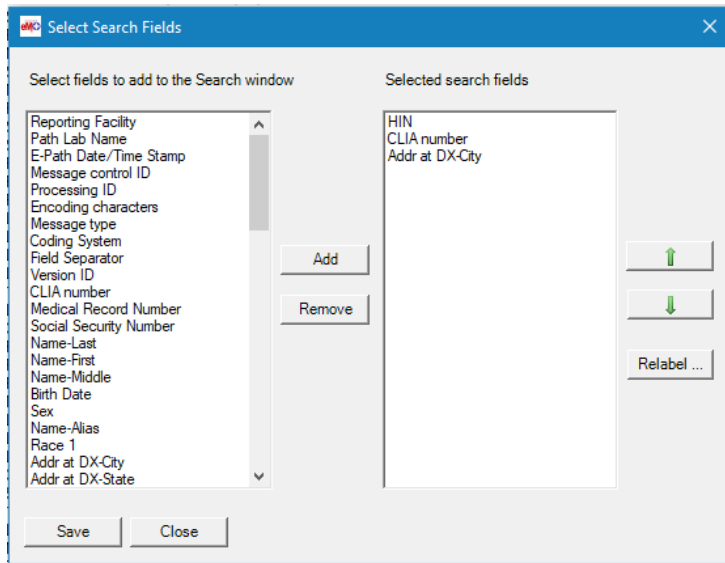 eMO Select Search Fields
Select fields to add to the Search window
Selected search fields
Reporting Facility
Path Lab Name
E-Path Date/Time Stamp
Message control ID
Processing ID
Encoding characters
Message type
Coding System
Field Separator
Version ID
CLIA number
Medical Record Number
Social Security Number
Name-Last
Name-First
Name-Middle
Birth Date
Sex
Name-Alias
Race 1
Addr at DX-City
Addr at DX-State
Add
Remove
HIN
CLIA number
Addr at DX-City
Relabel ...
Save
Close